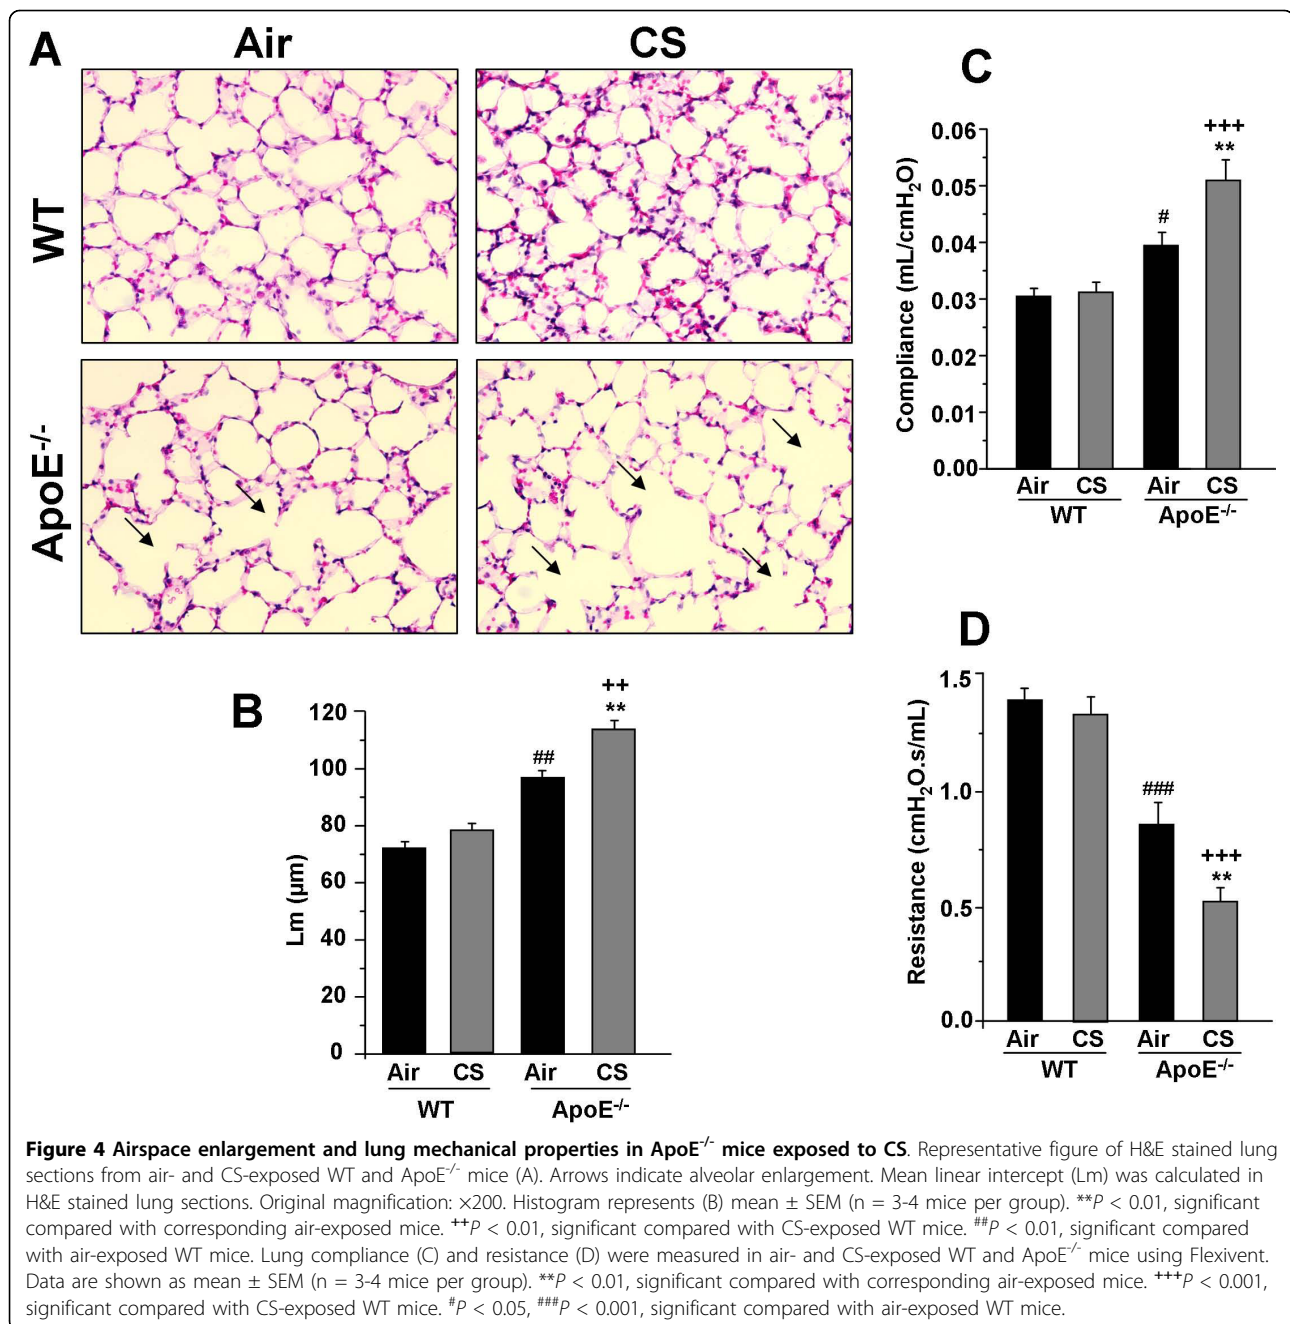 A
Air
CS
WT
ApoE-/-
B
Lm (µm)
120
100
80
60
40
20
0
##
++
**
Air CS Air CS
WT ApoE-/-
C
Compliance (mL/cmH2O)
0.06
0.05
0.04
0.03
0.02
0.01
0.00
#
+++
**
Air CS Air CS
WT ApoE-/-
D
Resistance (cmH2O.s/mL)
1.5
1.0
0.5
0.0
###
+++
**
Air CS Air CS
WT ApoE-/-
Figure 4 Airspace enlargement and lung mechanical properties in ApoE-/- mice exposed to CS. Representative figure of H&E stained lung
sections from air- and CS-exposed WT and ApoE-/- mice (A). Arrows indicate alveolar enlargement. Mean linear intercept (Lm) was calculated in
H&E stained lung sections. Original magnification: ×200. Histogram represents (B) mean ± SEM (n = 3-4 mice per group). **P < 0.01, significant
compared with corresponding air-exposed mice. ++P < 0.01, significant compared with CS-exposed WT mice. ##P < 0.01, significant compared
with air-exposed WT mice. Lung compliance (C) and resistance (D) were measured in air- and CS-exposed WT and ApoE-/- mice using Flexivent.
Data are shown as mean ± SEM (n = 3-4 mice per group). **P < 0.01, significant compared with corresponding air-exposed mice. +++P < 0.001,
significant compared with CS-exposed WT mice. #P < 0.05, ###P < 0.001, significant compared with air-exposed WT mice.